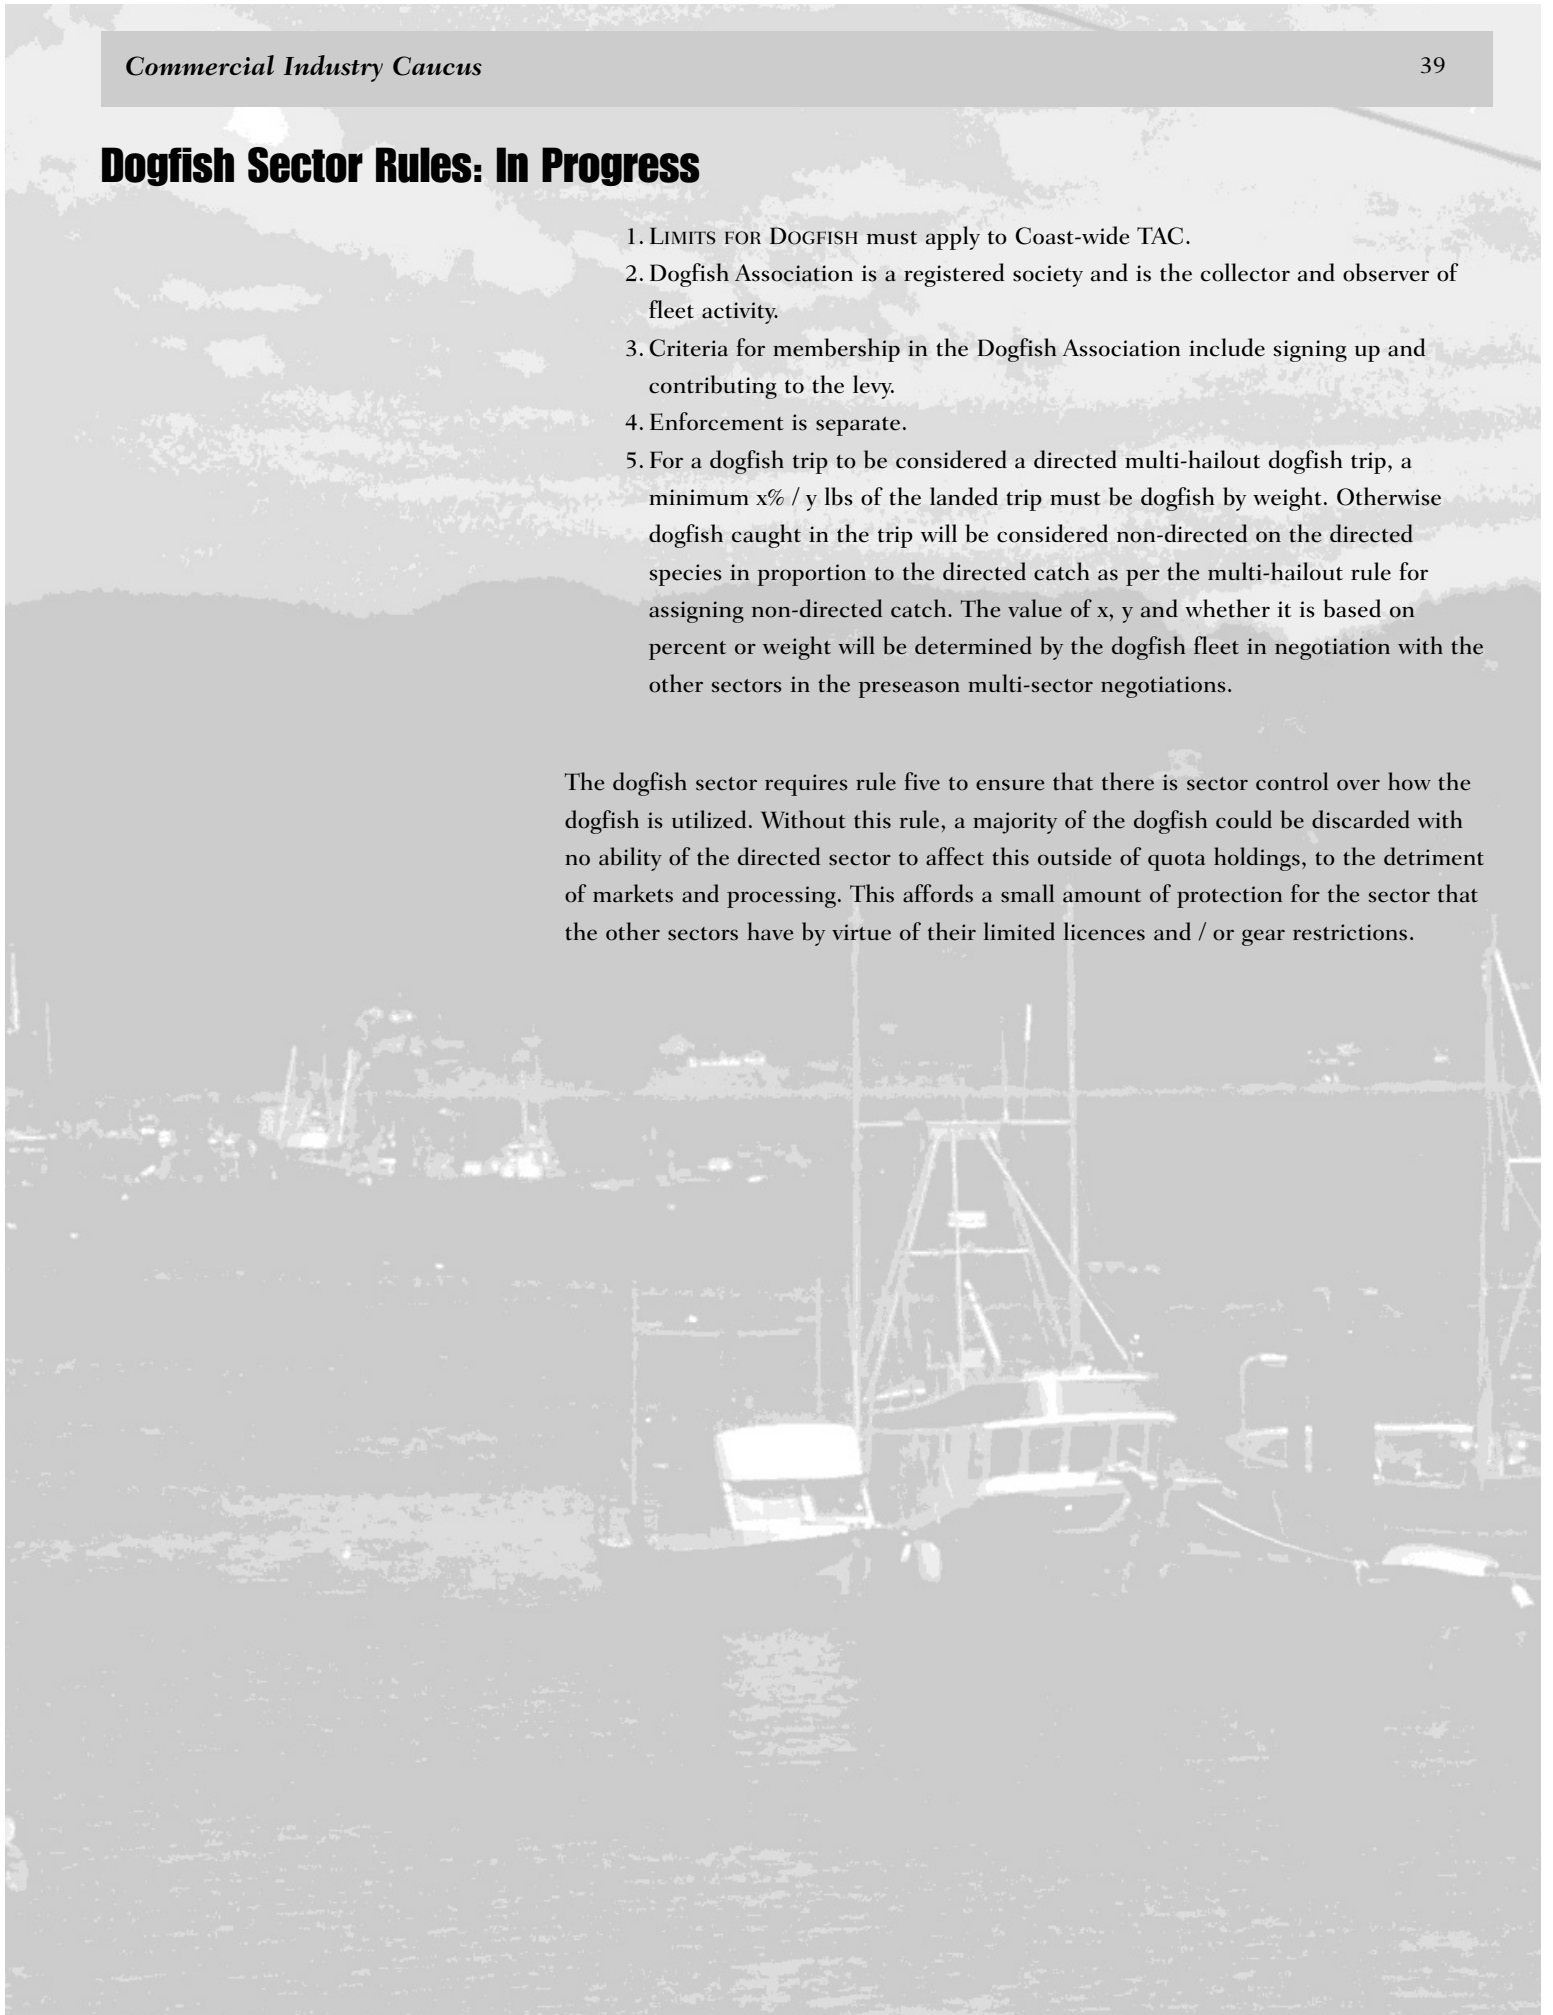 Commercial Industry Caucus 39
Dogfish Sector Rules: In Progress
1. LIMITS FOR DOGFISH must apply to Coast-wide TAC.
2. Dogfish Association is a registered society and is the collector and observer of
fleet activity.
3. Criteria for membership in the Dogfish Association include signing up and
contributing to the levy.
4. Enforcement is separate.
5. For a dogfish trip to be considered a directed multi-hailout dogfish trip, a
minimum x% / y lbs of the landed trip must be dogfish by weight. Otherwise
dogfish caught in the trip will be considered non-directed on the directed
species in proportion to the directed catch as per the multi-hailout rule for
assigning non-directed catch. The value of x, y and whether it is based on
percent or weight will be determined by the dogfish fleet in negotiation with the
other sectors in the preseason multi-sector negotiations.
The dogfish sector requires rule five to ensure that there is sector control over how the
dogfish is utilized. Without this rule, a majority of the dogfish could be discarded with
no ability of the directed sector to affect this outside of quota holdings, to the detriment
of markets and processing. This affords a small amount of protection for the sector that
the other sectors have by virtue of their limited licences and / or gear restrictions.